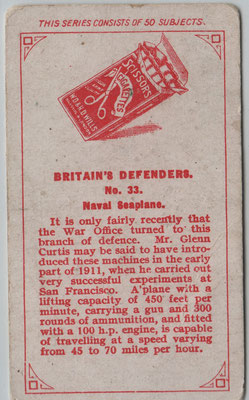 THIS SERIES CONSISTS OF 50 SUBJECTS.
SCISSORS
CIGARETTES
W.D.& H.O.WILLS
BRITAIN'S DEFENDERS.
No. 33.
Naval Seaplane.
It is only fairly recently that
the War Office turned to this
branch of defence. Mr. Glenn
Curtis may be said to have intro-
duced these machines in the early
part of 1911, when he carried out
very successful experiments at
San Francisco. A'plane with a
lifting capacity of 450 feet per
minute, carrying a gun and 300
rounds of ammunition, and fitted
with a 100 h.p. engine, is capable
of travelling at a speed varying
from 45 to 70 miles per hour.